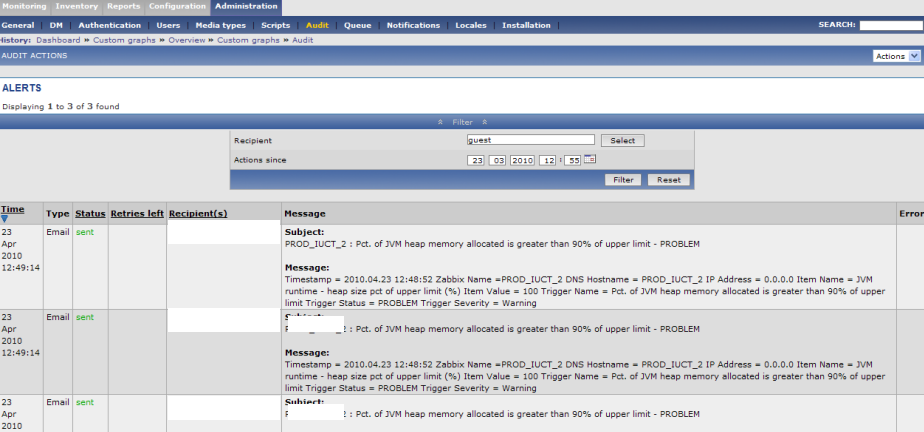 Monitoring Inventory Reports Configuration Administration
General | DM | Authentication | Users | Media types | Scripts | Audit | Queue | Notifications | Locales | Installation | SEARCH:
History: Dashboard » Custom graphs » Overview » Custom graphs » Audit
AUDIT ACTIONS Actions
ALERTS
Displaying 1 to 3 of 3 found
Filter
Recipient guest Select
Actions since 23 03 2010 12 : 55
Filter Reset
Time Type Status Retries left Recipient(s) Message Error
23 Apr 2010 12:49:14 Email sent
Subject:
PROD_IUCT_2 : Pct. of JVM heap memory allocated is greater than 90% of upper limit - PROBLEM
Message:
Timestamp = 2010.04.23 12:48:52 Zabbix Name =PROD_IUCT_2 DNS Hostname = PROD_IUCT_2 IP Address = 0.0.0.0 Item Name = JVM
runtime - heap size pct of upper limit (%) Item Value = 100 Trigger Name = Pct. of JVM heap memory allocated is greater than 90% of upper
limit Trigger Status = PROBLEM Trigger Severity = Warning
23 Apr 2010 12:49:14 Email sent
: Pct. of JVM heap memory allocated is greater than 90% of upper limit - PROBLEM
Message:
Timestamp = 2010.04.23 12:48:52 Zabbix Name =PROD_IUCT_2 DNS Hostname = PROD_IUCT_2 IP Address = 0.0.0.0 Item Name = JVM
runtime - heap size pct of upper limit (%) Item Value = 100 Trigger Name = Pct. of JVM heap memory allocated is greater than 90% of upper
limit Trigger Status = PROBLEM Trigger Severity = Warning
23 Apr 2010 Email sent
Subject:
: Pct. of JVM heap memory allocated is greater than 90% of upper limit - PROBLEM